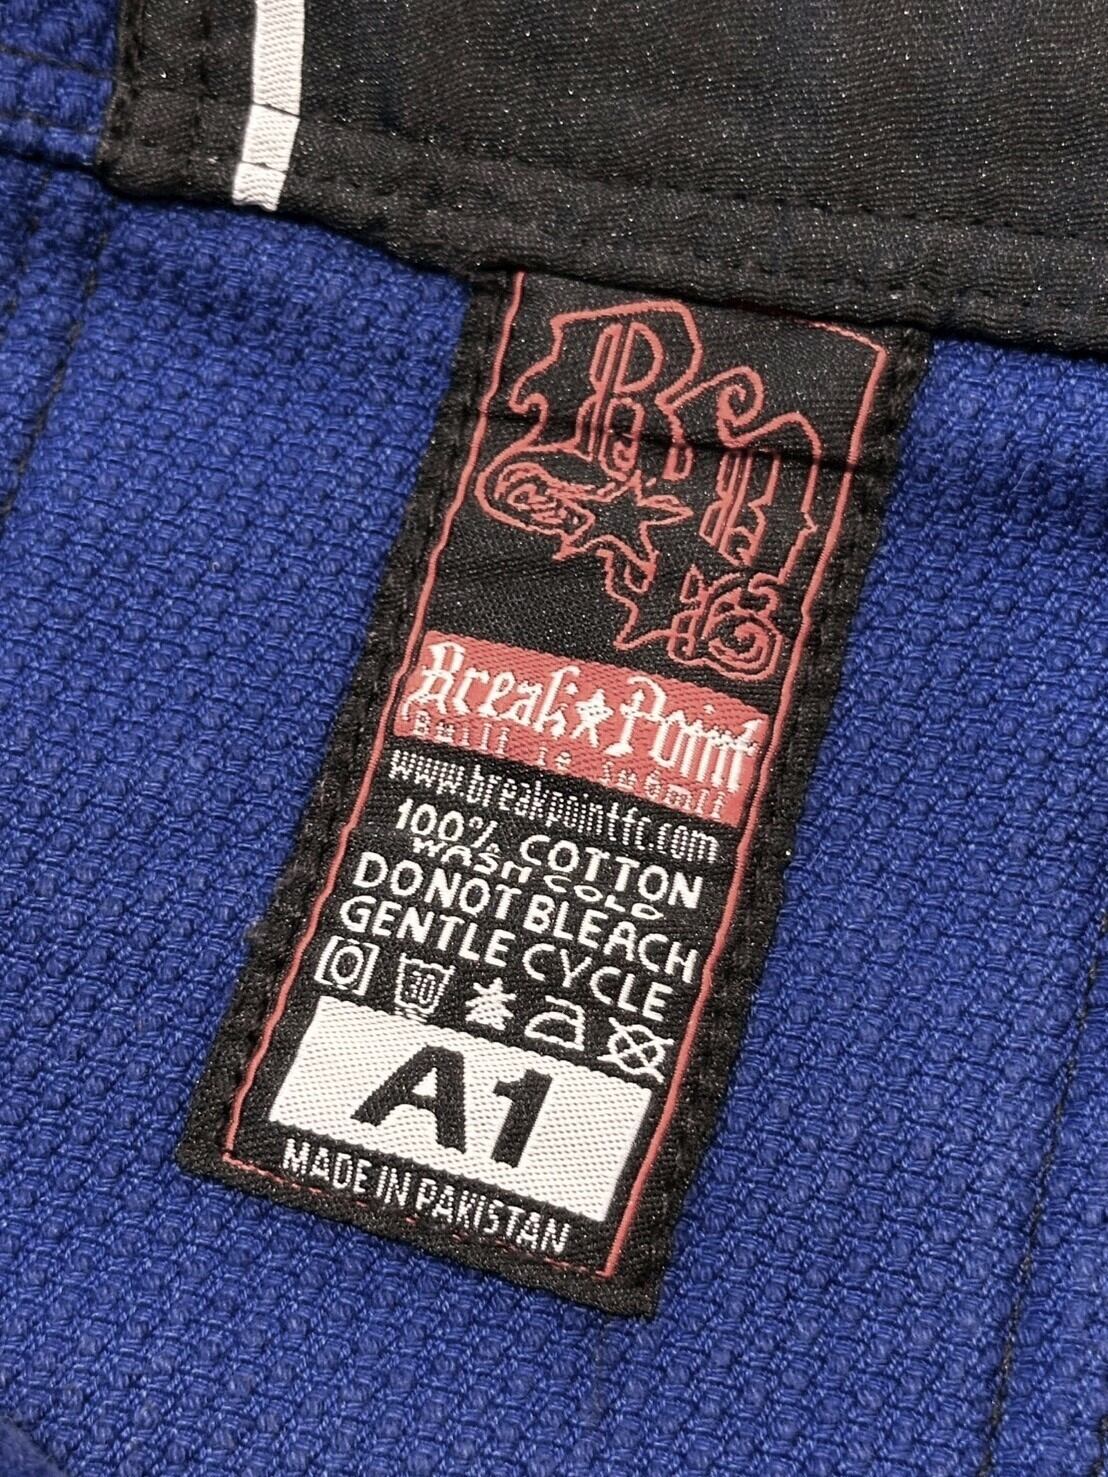 BP
Break Point
Built to Submit
www.breakpointfc.com
100% COTTON
WASH COLD
DO NOT BLEACH
GENTLE CYCLE
30
A1
MADE IN PAKISTAN